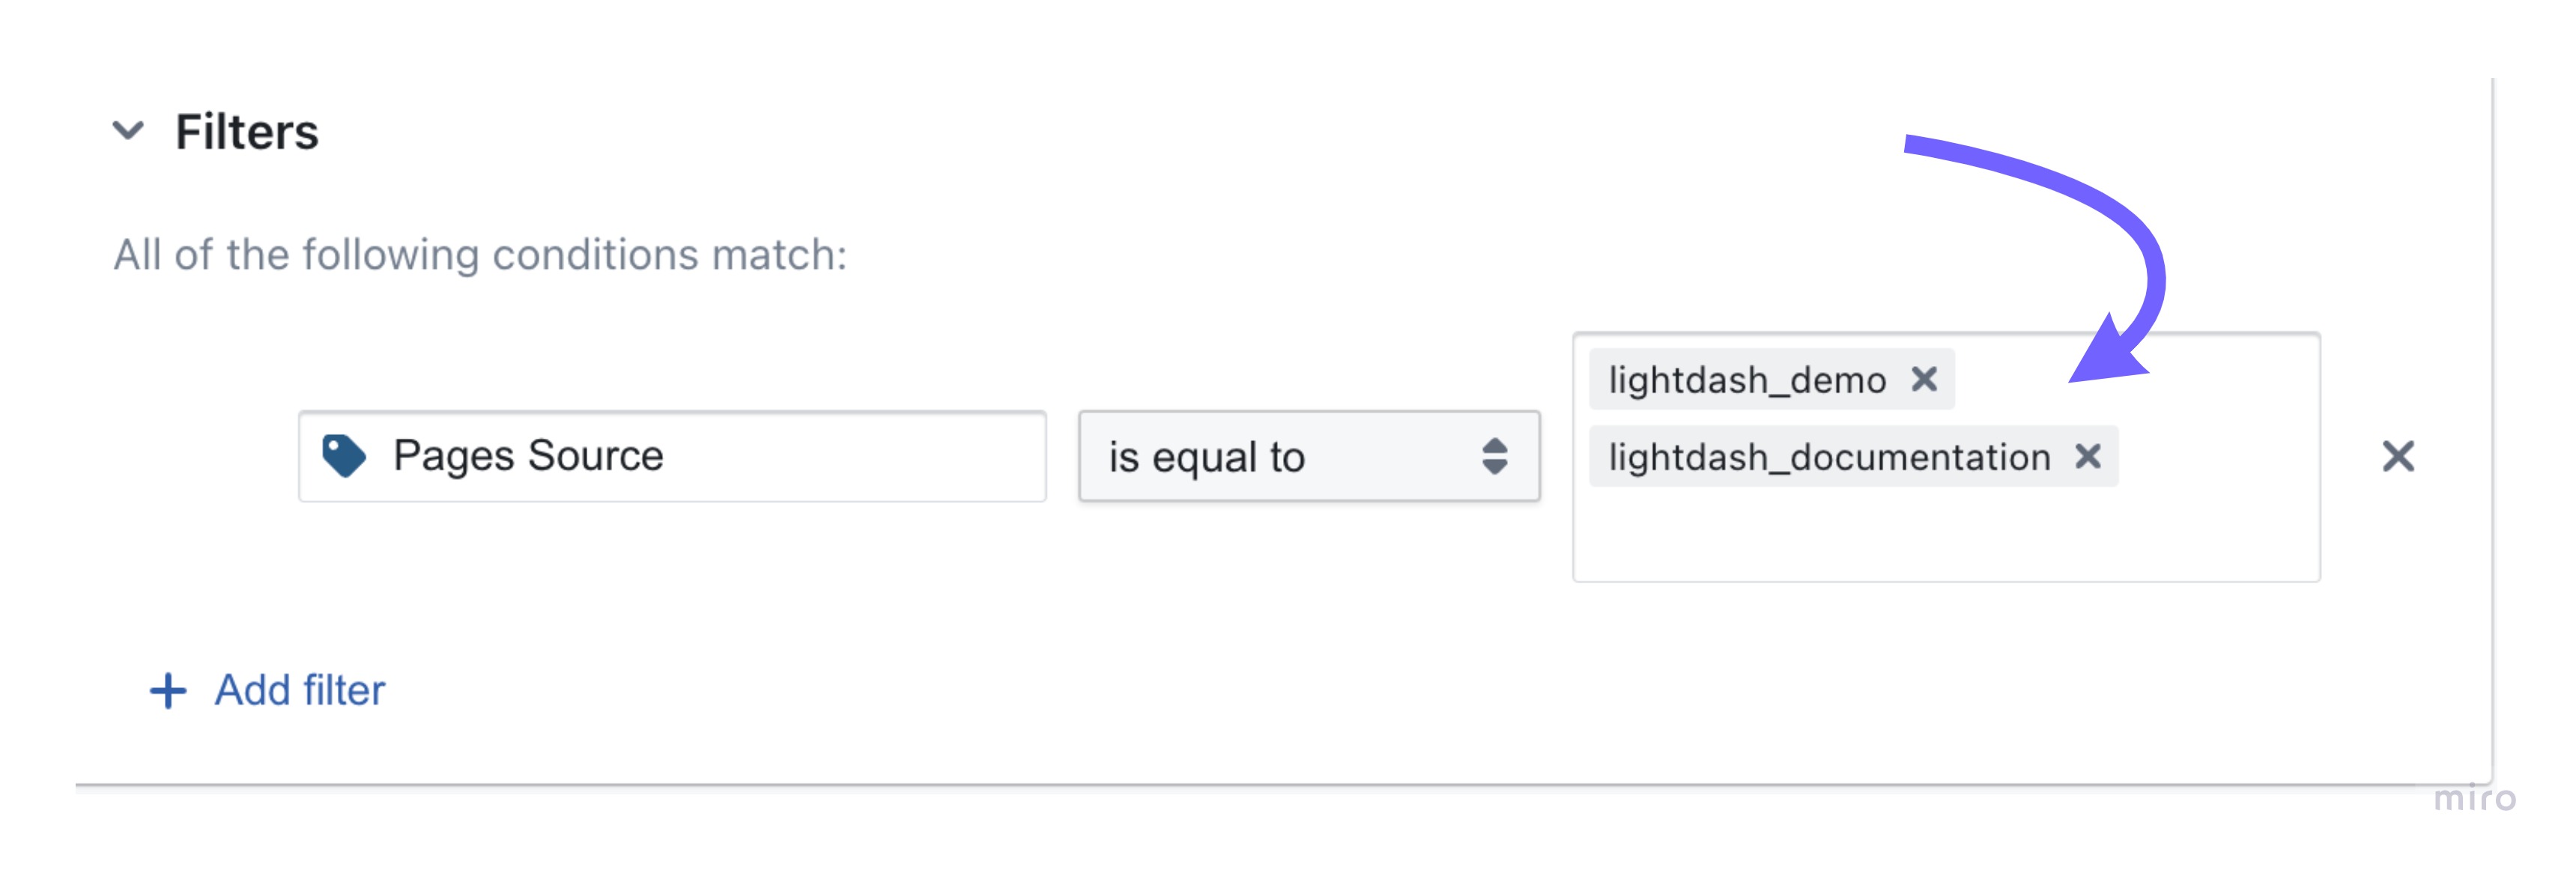 Filters
All of the following conditions match:
lightdash_demo
Pages Source is equal to lightdash_documentation
Add filter
miro